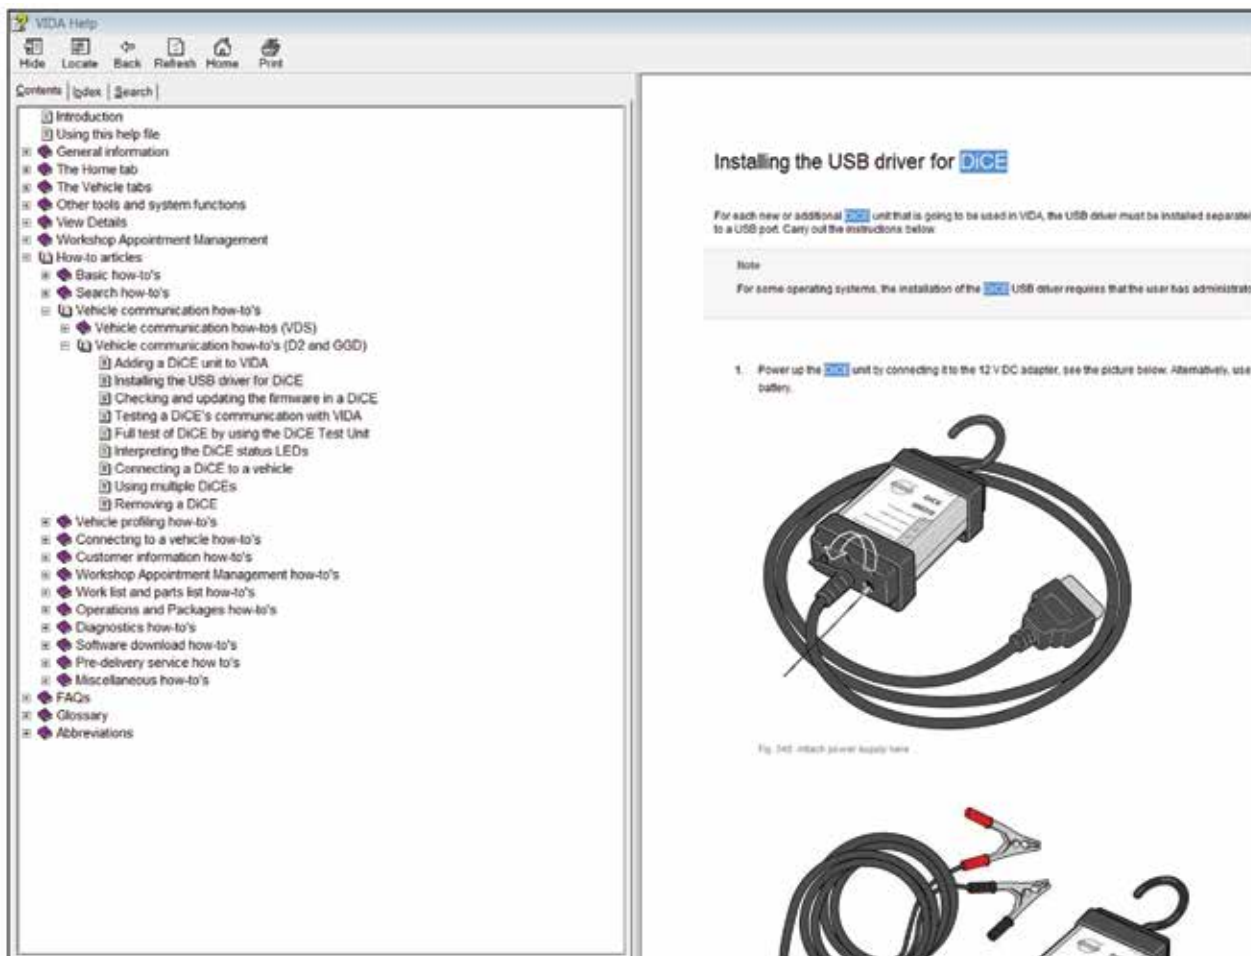 VIDA Help
Hide Locate Back Refresh Home Print
Contents Index Search
Introduction
Using this help file
General information
The Home tab
The Vehicle tabs
Other tools and system functions
View Details
Workshop Appointment Management
How-to articles
Basic how-to's
Search how-to's
Vehicle communication how-to's
Vehicle communication how-tos (VDS)
Vehicle communication how-to's (D2 and GGD)
Adding a DiCE unit to VIDA
Installing the USB driver for DiCE
Checking and updating the firmware in a DiCE
Testing a DiCE's communication with VIDA
Full test of DiCE by using the DiCE Test Unit
Interpreting the DiCE status LEDs
Connecting a DiCE to a vehicle
Using multiple DiCEs
Removing a DiCE
Vehicle profiling how-to's
Connecting to a vehicle how-to's
Customer information how-to's
Workshop Appointment Management how-to's
Work list and parts list how-to's
Operations and Packages how-to's
Diagnostics how-to's
Software download how-to's
Pre-delivery service how to's
Miscellaneous how-to's
FAQs
Glossary
Abbreviations
Installing the USB driver for DiCE
For each new or additional DiCE unit that is going to be used in VIDA, the USB driver must be installed separatel
to a USB port. Carry out the instructions below
Note
For some operating systems, the installation of the DiCE USB driver requires that the user has administrato
1. Power up the DiCE unit by connecting it to the 12 V DC adapter, see the picture below. Alternatively, use
battery.
DiCE
Attach power supply here